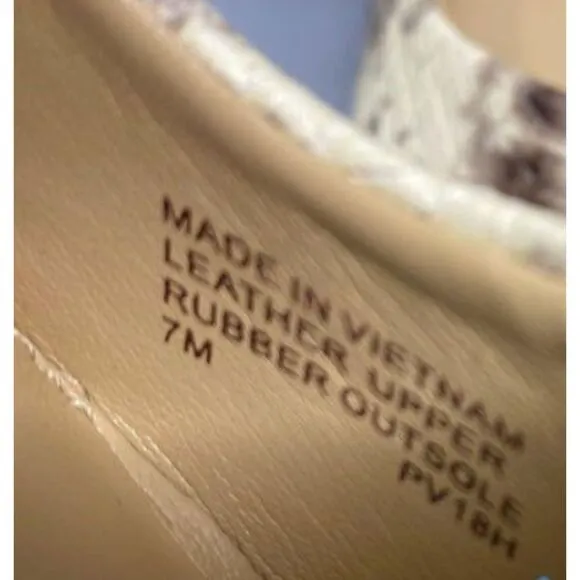 MADE IN VIETNAM
LEATHER UPPER
RUBBER OUTSOLE
7M PV18H